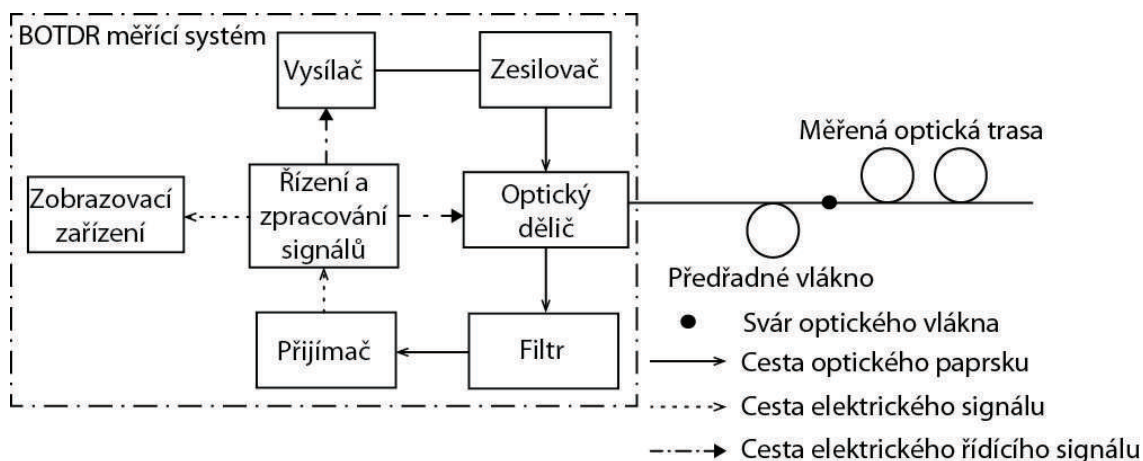 BOTDR měřící systém
Vysílač
Zesilovač
Měřená optická trasa
Zobrazovací
zařízení
Řízení a
zpracování
signálů
Optický
dělič
Předřadné vlákno
Přijímač
Filtr
Svár optického vlákna
Cesta optického paprsku
Cesta elektrického signálu
Cesta elektrického řídícího signálu